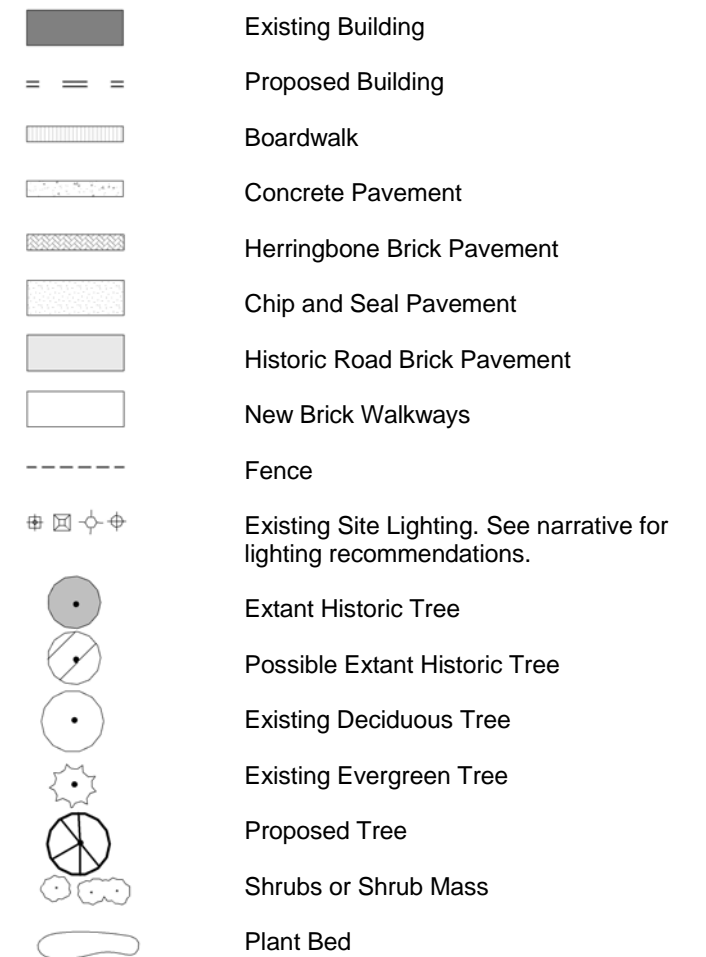 Existing Building
Proposed Building
Boardwalk
Concrete Pavement
Herringbone Brick Pavement
Chip and Seal Pavement
Historic Road Brick Pavement
New Brick Walkways
Fence
Existing Site Lighting. See narrative for
lighting recommendations.
Extant Historic Tree
Possible Extant Historic Tree
Existing Deciduous Tree
Existing Evergreen Tree
Proposed Tree
Shrubs or Shrub Mass
Plant Bed